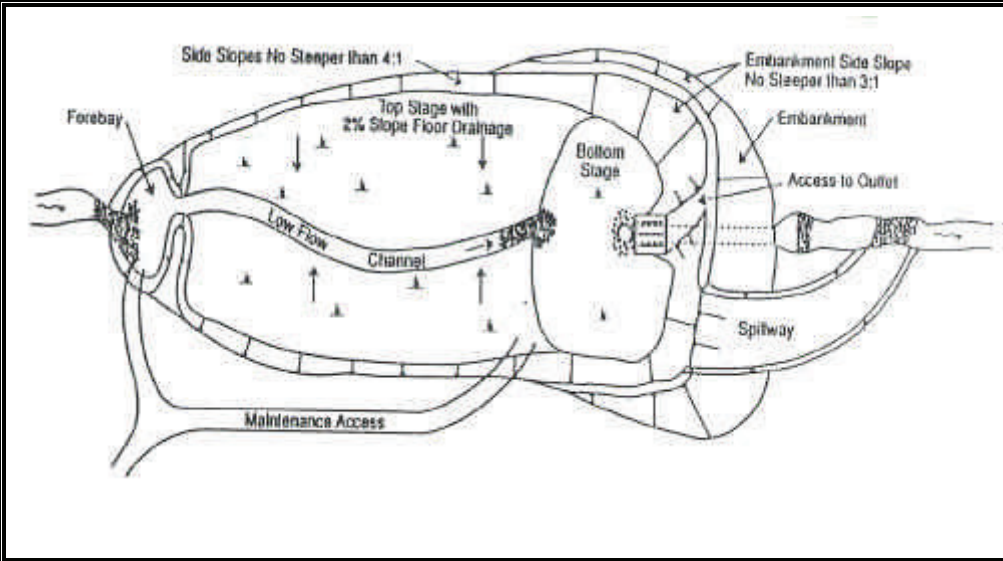 Side Slopes No Steeper than 4:1
Embankment Side Slope
No Steeper than 3:1
Forebay
Top Stage with
2% Slope Floor Drainage
Embankment
Bottom
Stage
Access to Outlet
Low Flow
Channel
Spillway
Maintenance Access